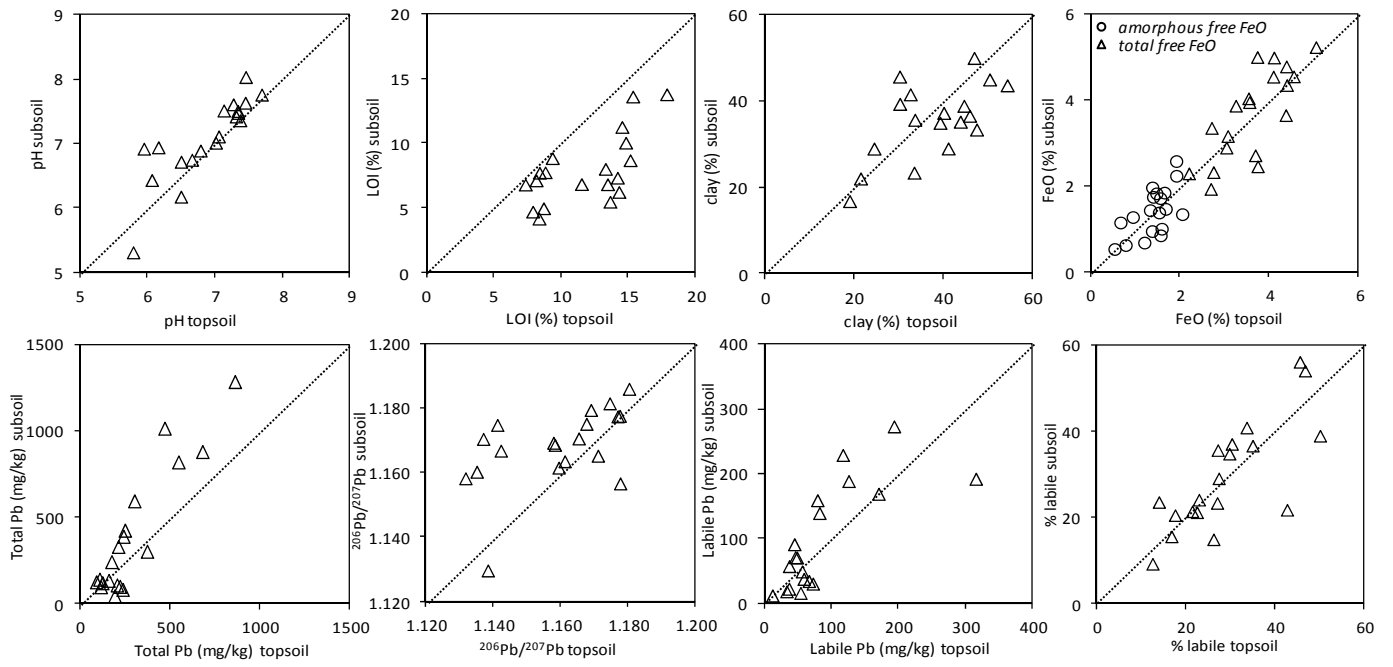 9
8
7
6
5
5 6 7 8 9
pH subsoil
pH topsoil
20
15
10
5
0
0 5 10 15 20
LOI (%) subsoil
LOI (%) topsoil
60
40
20
0
0 20 40 60
clay (%) subsoil
clay (%) topsoil
6
4
2
0
0 2 4 6
FeO (%) subsoil
FeO (%) topsoil
amorphous free FeO
total free FeO
1500
1000
500
0
0 500 1000 1500
Total Pb (mg/kg) subsoil
Total Pb (mg/kg) topsoil
1.200
1.180
1.160
1.140
1.120
1.120 1.140 1.160 1.180 1.200
²⁰⁶Pb/²⁰⁷Pb subsoil
²⁰⁶Pb/²⁰⁷Pb topsoil
400
300
200
100
0
0 100 200 300 400
Labile Pb (mg/kg) subsoil
Labile Pb (mg/kg) topsoil
60
40
20
0
0 20 40 60
% labile subsoil
% labile topsoil